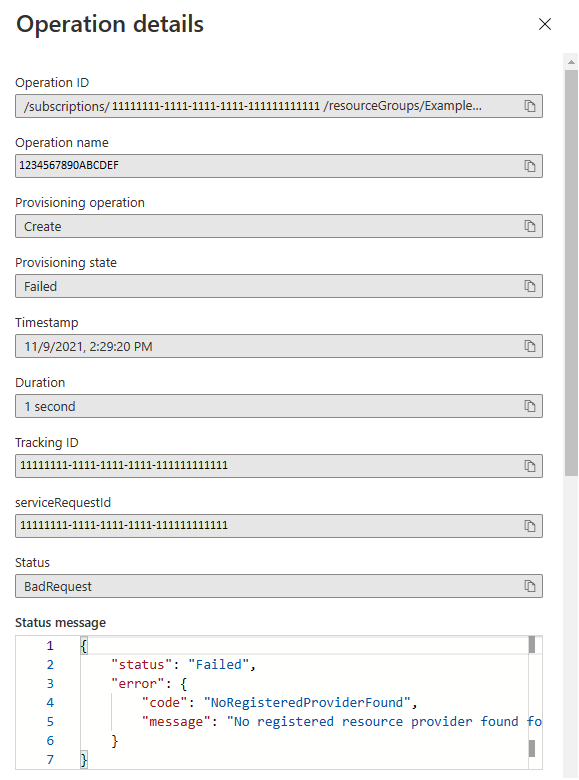 Operation details
Operation ID
/subscriptions/ 11111111-1111-1111-1111-111111111111 /resourceGroups/Example...
Operation name
1234567890ABCDEF
Provisioning operation
Create
Provisioning state
Failed
Timestamp
11/9/2021, 2:29:20 PM
Duration
1 second
Tracking ID
11111111-1111-1111-1111-111111111111
serviceRequestId
11111111-1111-1111-1111-111111111111
Status
BadRequest
Status message
1 {
2 "status": "Failed",
3 "error": {
4 "code": "NoRegisteredProviderFound",
5 "message": "No registered resource provider found fo
6 }
7 }